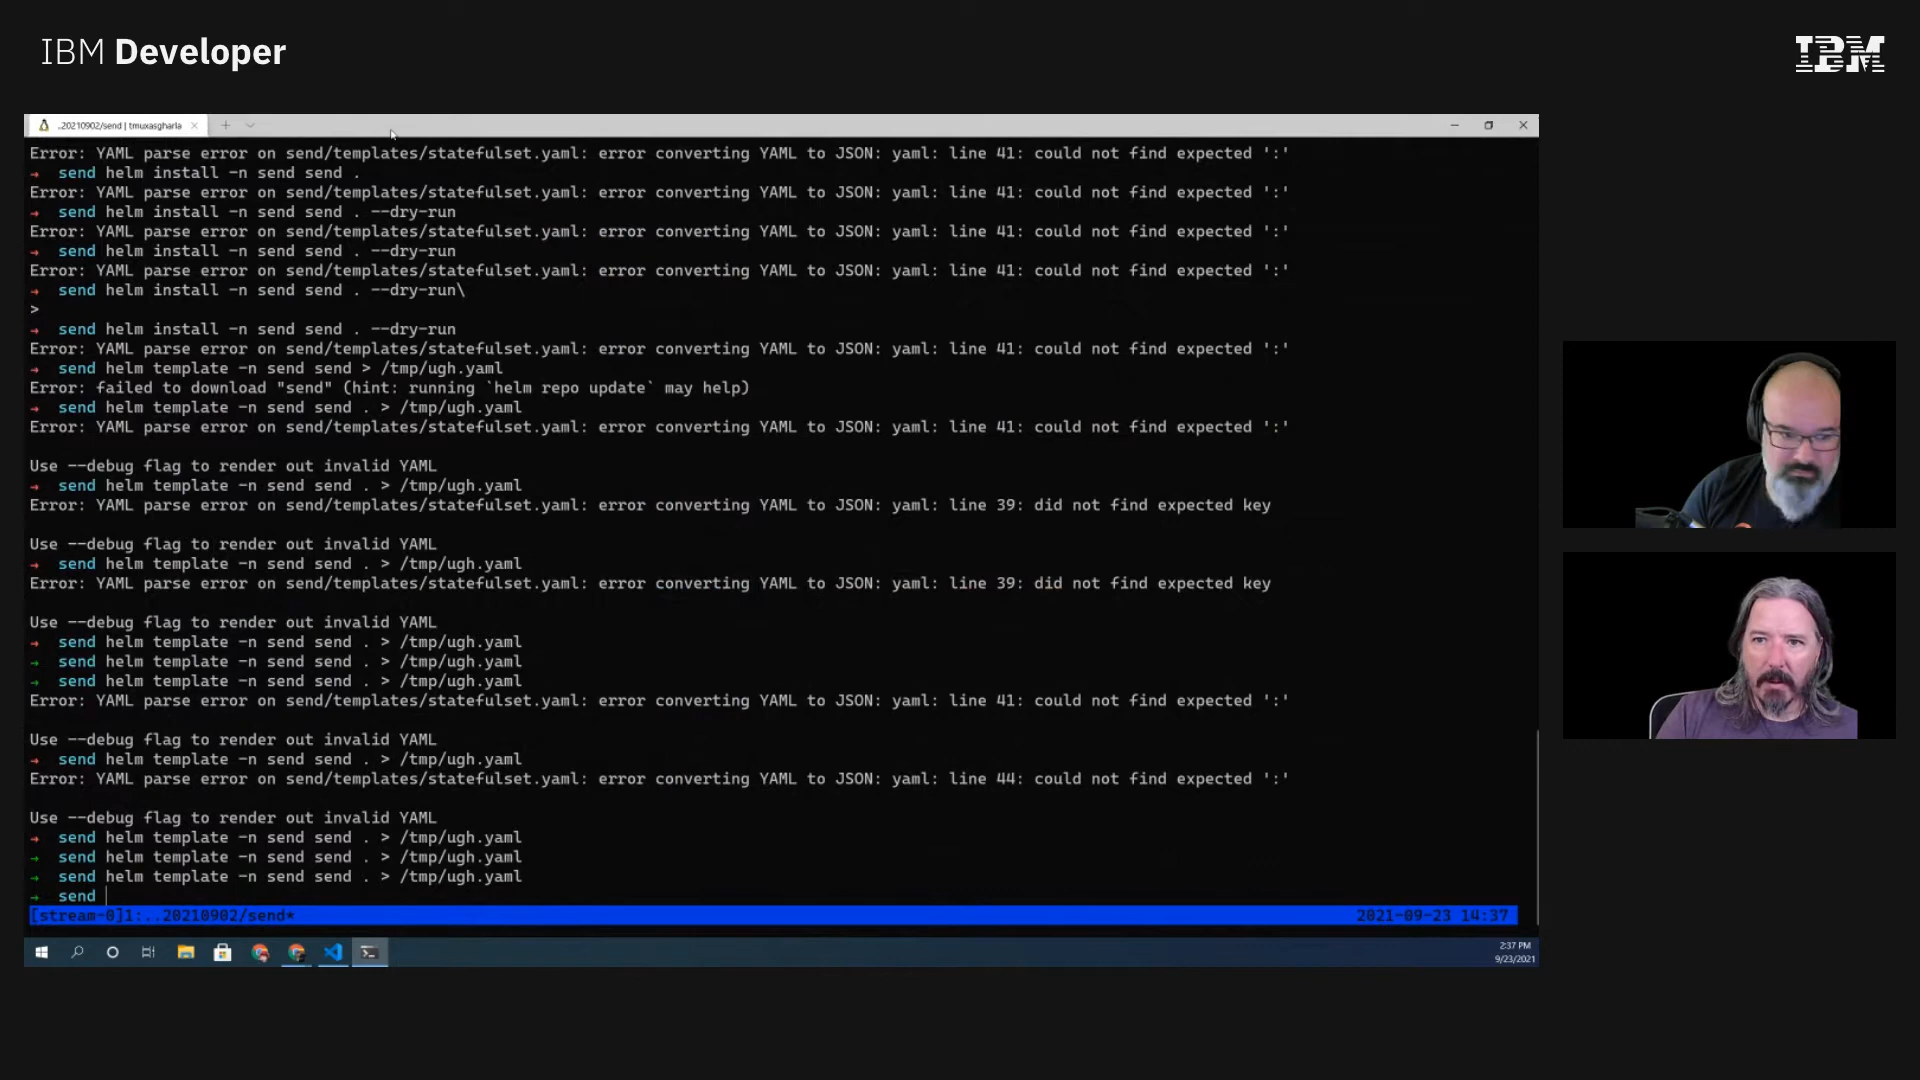 IBM Developer
IBM
..20210902/send | tmuxasgharla
Error: YAML parse error on send/templates/statefulset.yaml: error converting YAML to JSON: yaml: line 41: could not find expected ':'
→ send helm install -n send send .
Error: YAML parse error on send/templates/statefulset.yaml: error converting YAML to JSON: yaml: line 41: could not find expected ':'
→ send helm install -n send send . --dry-run
Error: YAML parse error on send/templates/statefulset.yaml: error converting YAML to JSON: yaml: line 41: could not find expected ':'
→ send helm install -n send send . --dry-run
Error: YAML parse error on send/templates/statefulset.yaml: error converting YAML to JSON: yaml: line 41: could not find expected ':'
→ send helm install -n send send . --dry-run\
>
→ send helm install -n send send . --dry-run
Error: YAML parse error on send/templates/statefulset.yaml: error converting YAML to JSON: yaml: line 41: could not find expected ':'
→ send helm template -n send send > /tmp/ugh.yaml
Error: failed to download "send" (hint: running `helm repo update` may help)
→ send helm template -n send send . > /tmp/ugh.yaml
Error: YAML parse error on send/templates/statefulset.yaml: error converting YAML to JSON: yaml: line 41: could not find expected ':'
Use --debug flag to render out invalid YAML
→ send helm template -n send send . > /tmp/ugh.yaml
Error: YAML parse error on send/templates/statefulset.yaml: error converting YAML to JSON: yaml: line 39: did not find expected key
Use --debug flag to render out invalid YAML
→ send helm template -n send send . > /tmp/ugh.yaml
Error: YAML parse error on send/templates/statefulset.yaml: error converting YAML to JSON: yaml: line 39: did not find expected key
Use --debug flag to render out invalid YAML
→ send helm template -n send send . > /tmp/ugh.yaml
→ send helm template -n send send . > /tmp/ugh.yaml
→ send helm template -n send send . > /tmp/ugh.yaml
Error: YAML parse error on send/templates/statefulset.yaml: error converting YAML to JSON: yaml: line 41: could not find expected ':'
Use --debug flag to render out invalid YAML
→ send helm template -n send send . > /tmp/ugh.yaml
Error: YAML parse error on send/templates/statefulset.yaml: error converting YAML to JSON: yaml: line 44: could not find expected ':'
Use --debug flag to render out invalid YAML
→ send helm template -n send send . > /tmp/ugh.yaml
→ send helm template -n send send . > /tmp/ugh.yaml
→ send helm template -n send send . > /tmp/ugh.yaml
→ send
[stream-0]1:..20210902/send* 2021-09-23 14:37
2:37 PM
9/23/2021